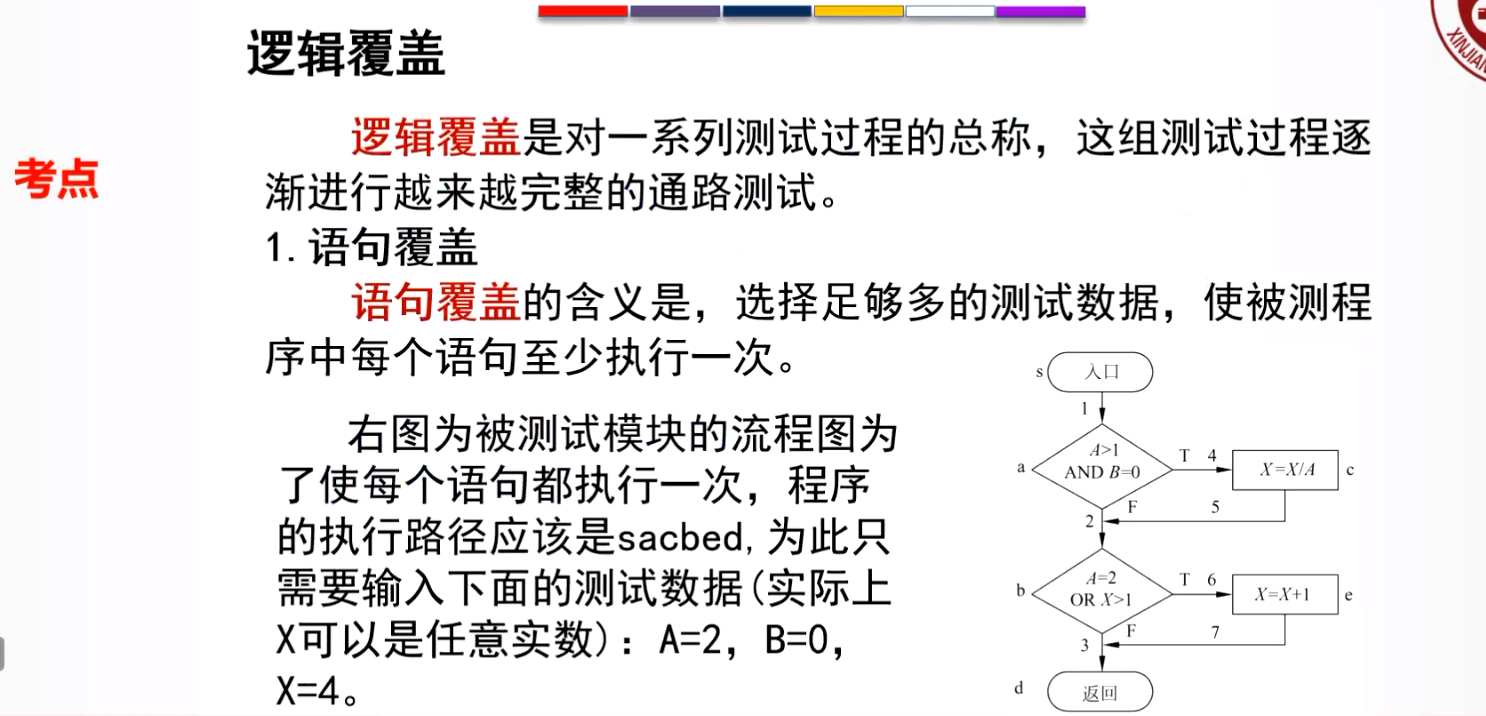 逻辑覆盖
逻辑覆盖是对一系列测试过程的总称，这组测试过程逐
考点
渐进行越来越完整的通路测试。
1.语句覆盖
语句覆盖的含义是，选择足够多的测试数据，使被测程
序中每个语句至少执行一次。
右图为被测试模块的流程图为
了使每个语句都执行一次，程序
的执行路径应该是sacbed,为此只
需要输入下面的测试数据(实际上
X可以是任意实数)：A=2，B=0，
X=4。
s 入口
1
A>1
a AND B=0 T 4 X=X/A c
F 5
2
A=2
b OR X>1 T 6 X=X+1 e
F 7
3
d 返回